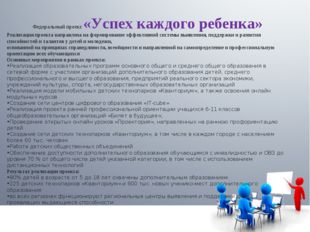 Федеральный проект «Успех каждого ребенка»
Реализация проекта направлена на формирование эффективной системы выявления, поддержки и развития
способностей и талантов у детей и молодежи,
основанной на принципах справедливости, всеобщности и направленной на самоопределение и профессиональную
ориентацию всех обучающихся
Основные мероприятия в рамках проекта:
•Реализация образовательных программ основного общего и среднего общего образования в
сетевой форме с участием организаций дополнительного образования детей, среднего
профессионального и высшего образования, предприятий реального сектора экономики,
учреждений культуры, спорта, негосударственных образовательных организаций
•Реализация модели мобильных детских технопарков «Кванториум», а также освоение онлайн-
модулей
•Создание сети центров цифрового образования «IT-cube»
•Реализация проекта ранней профессиональной ориентации учащихся 6-11 классов
общеобразовательных организаций «Билет в будущее»,
•Проведение открытых онлайн уроков «Проектория», направленных на раннюю профориентацию
детей
•Создание сети детских технопарков «Кванториум», в том числе в каждом городе с населением
более 60 тыс. человек
•Работа детских общественных объединений
•Обеспечение доступности дополнительного образования обучающимся с инвалидностью и ОВЗ до
уровня 70 % от общего числа детей указанной категории, в том числе с использованием
дистанционных технологий
Результат реализации проекта:
•80% детей в возрасте от 5 до 18 лет охвачены дополнительным образованием
•225 детских технопарков «Кванториум»и 900 тыс. новых ученико-мест дополнительного
образования
•во всех регионах функционируют региональные центры выявления и поддержки